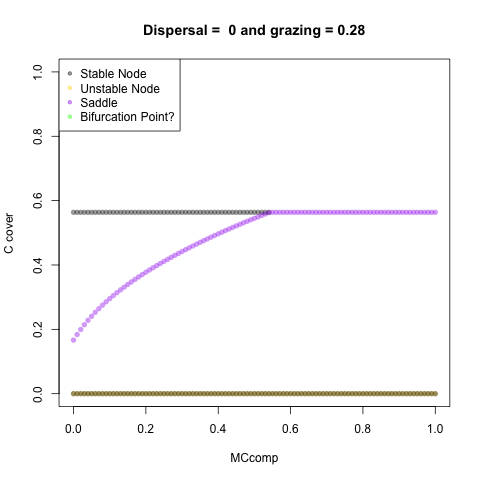 Dispersal =  0 and grazing = 0.28
Stable Node
Unstable Node
Saddle
Bifurcation Point?
1.0
0.8
0.6
0.4
0.2
0.0
C cover
0.0 0.2 0.4 0.6 0.8 1.0
MCcomp